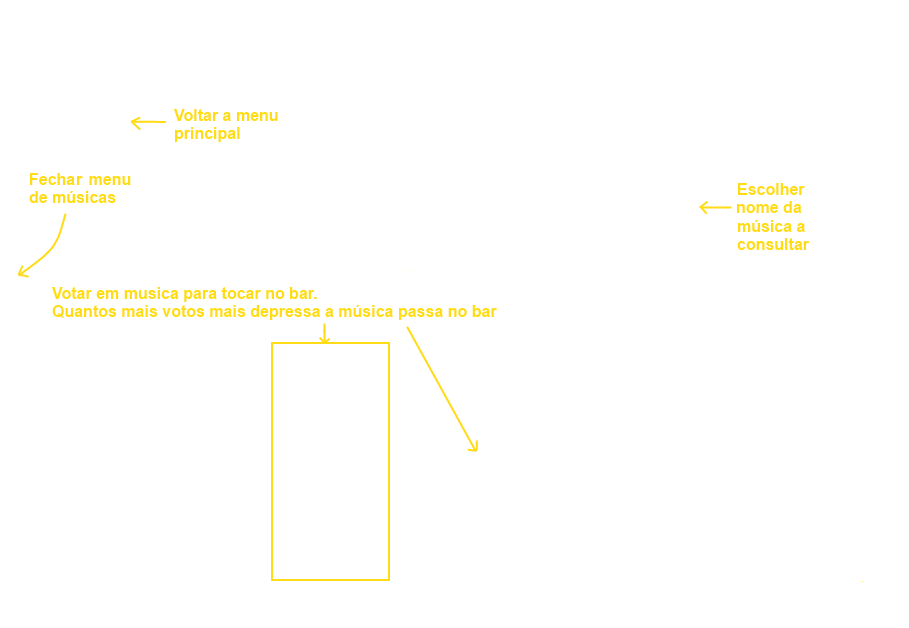 Voltar a menu
principal
Fechar menu
de músicas
Escolher
nome da
música a
consultar
Votar em musica para tocar no bar.
Quantos mais votos mais depressa a música passa no bar